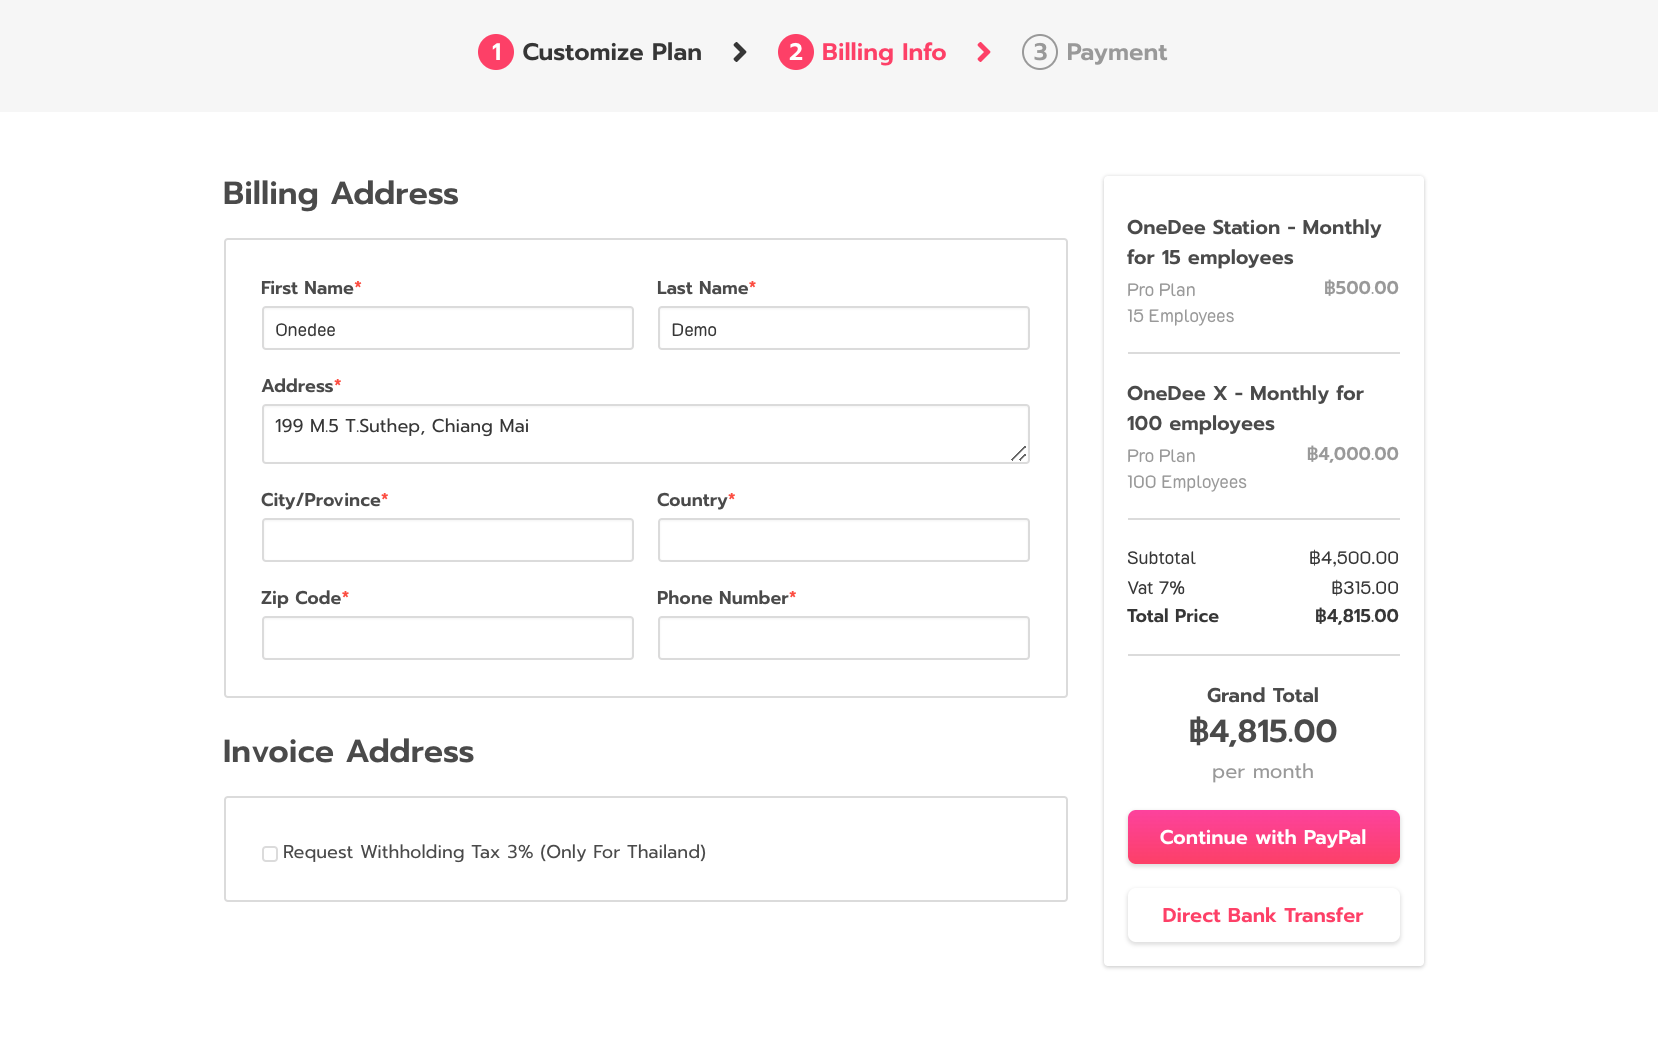 1 Customize Plan
2 Billing Info
3 Payment
Billing Address
First Name*
Last Name*
Onedee
Demo
Address*
199 M.5 T.Suthep, Chiang Mai
City/Province*
Country*
Zip Code*
Phone Number*
Invoice Address
Request Withholding Tax 3% (Only For Thailand)
OneDee Station - Monthly
for 15 employees
Pro Plan ฿500.00
15 Employees
OneDee X - Monthly for
100 employees
Pro Plan ฿4,000.00
100 Employees
Subtotal ฿4,500.00
Vat 7% ฿315.00
Total Price ฿4,815.00
Grand Total
฿4,815.00
per month
Continue with PayPal
Direct Bank Transfer